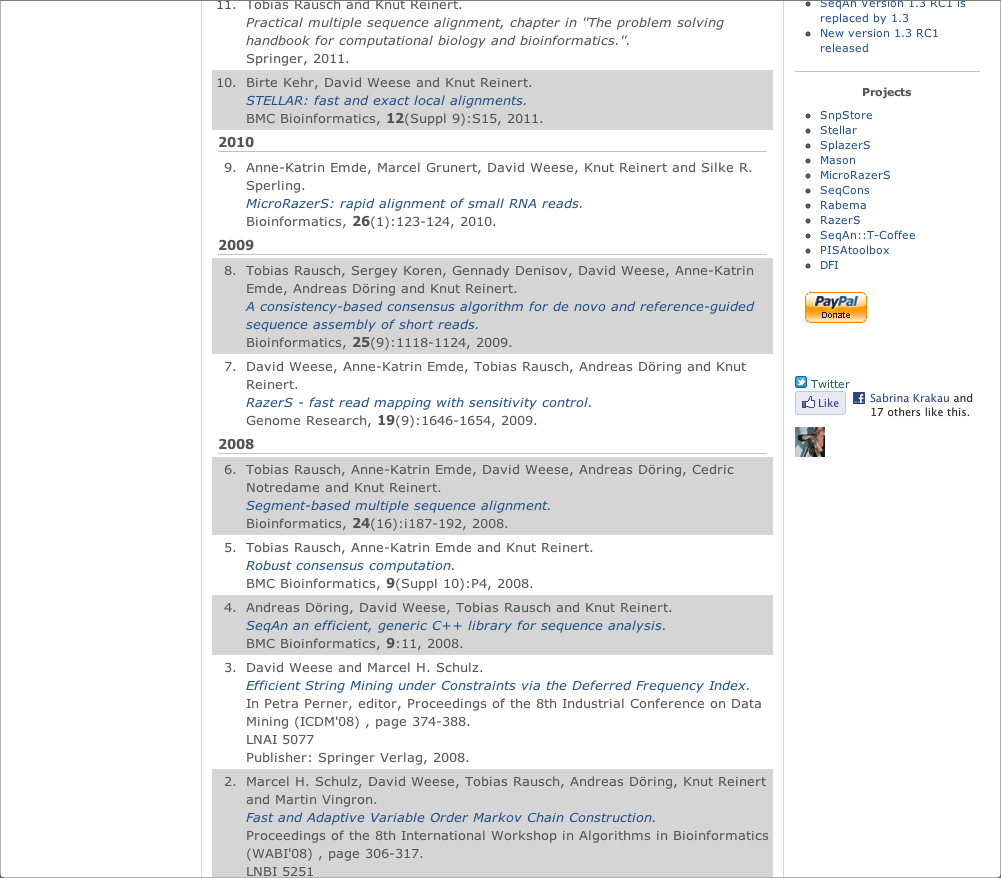 11. Tobias Rausch and Knut Reinert.
Practical multiple sequence alignment, chapter in "The problem solving
handbook for computational biology and bioinformatics.".
Springer, 2011.
10. Birte Kehr, David Weese and Knut Reinert.
STELLAR: fast and exact local alignments.
BMC Bioinformatics, 12(Suppl 9):S15, 2011.
2010
9. Anne-Katrin Emde, Marcel Grunert, David Weese, Knut Reinert and Silke R.
Sperling.
MicroRazerS: rapid alignment of small RNA reads.
Bioinformatics, 26(1):123-124, 2010.
2009
8. Tobias Rausch, Sergey Koren, Gennady Denisov, David Weese, Anne-Katrin
Emde, Andreas Döring and Knut Reinert.
A consistency-based consensus algorithm for de novo and reference-guided
sequence assembly of short reads.
Bioinformatics, 25(9):1118-1124, 2009.
7. David Weese, Anne-Katrin Emde, Tobias Rausch, Andreas Döring and Knut
Reinert.
RazerS - fast read mapping with sensitivity control.
Genome Research, 19(9):1646-1654, 2009.
2008
6. Tobias Rausch, Anne-Katrin Emde, David Weese, Andreas Döring, Cedric
Notredame and Knut Reinert.
Segment-based multiple sequence alignment.
Bioinformatics, 24(16):i187-192, 2008.
5. Tobias Rausch, Anne-Katrin Emde and Knut Reinert.
Robust consensus computation.
BMC Bioinformatics, 9(Suppl 10):P4, 2008.
4. Andreas Döring, David Weese, Tobias Rausch and Knut Reinert.
SeqAn an efficient, generic C++ library for sequence analysis.
BMC Bioinformatics, 9:11, 2008.
3. David Weese and Marcel H. Schulz.
Efficient String Mining under Constraints via the Deferred Frequency Index.
In Petra Perner, editor, Proceedings of the 8th Industrial Conference on Data
Mining (ICDM'08) , page 374-388.
LNAI 5077
Publisher: Springer Verlag, 2008.
2. Marcel H. Schulz, David Weese, Tobias Rausch, Andreas Döring, Knut Reinert
and Martin Vingron.
Fast and Adaptive Variable Order Markov Chain Construction.
Proceedings of the 8th International Workshop in Algorithms in Bioinformatics
(WABI'08) , page 306-317.
LNBI 5251
SeqAn Version 1.3 RC1 is
replaced by 1.3
New version 1.3 RC1
released
Projects
SnpStore
Stellar
SplazerS
Mason
MicroRazerS
SeqCons
Rabema
RazerS
SeqAn::T-Coffee
PISAtoolbox
DFI
PayPal
Donate
Twitter
Like
Sabrina Krakau and
17 others like this.